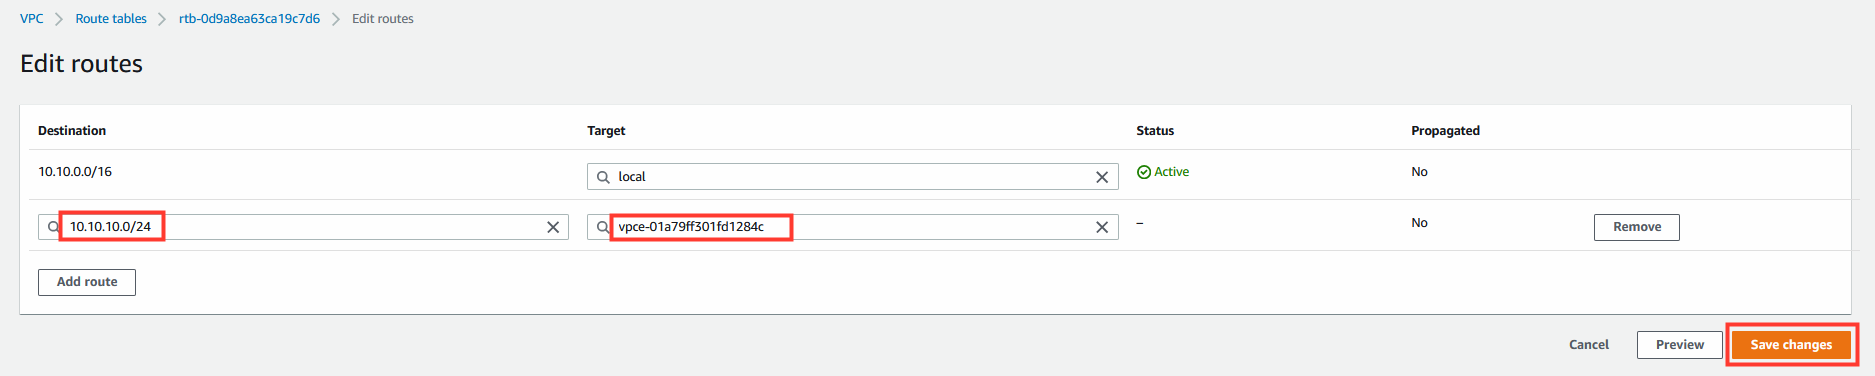 VPC Route tables rtb-0d9a8ea63ca19c7d6 Edit routes
Edit routes
Destination Target Status Propagated
10.10.0.0/16 local Active No
10.10.10.0/24 vpce-01a79ff301fd1284c – No Remove
Add route
Cancel Preview Save changes